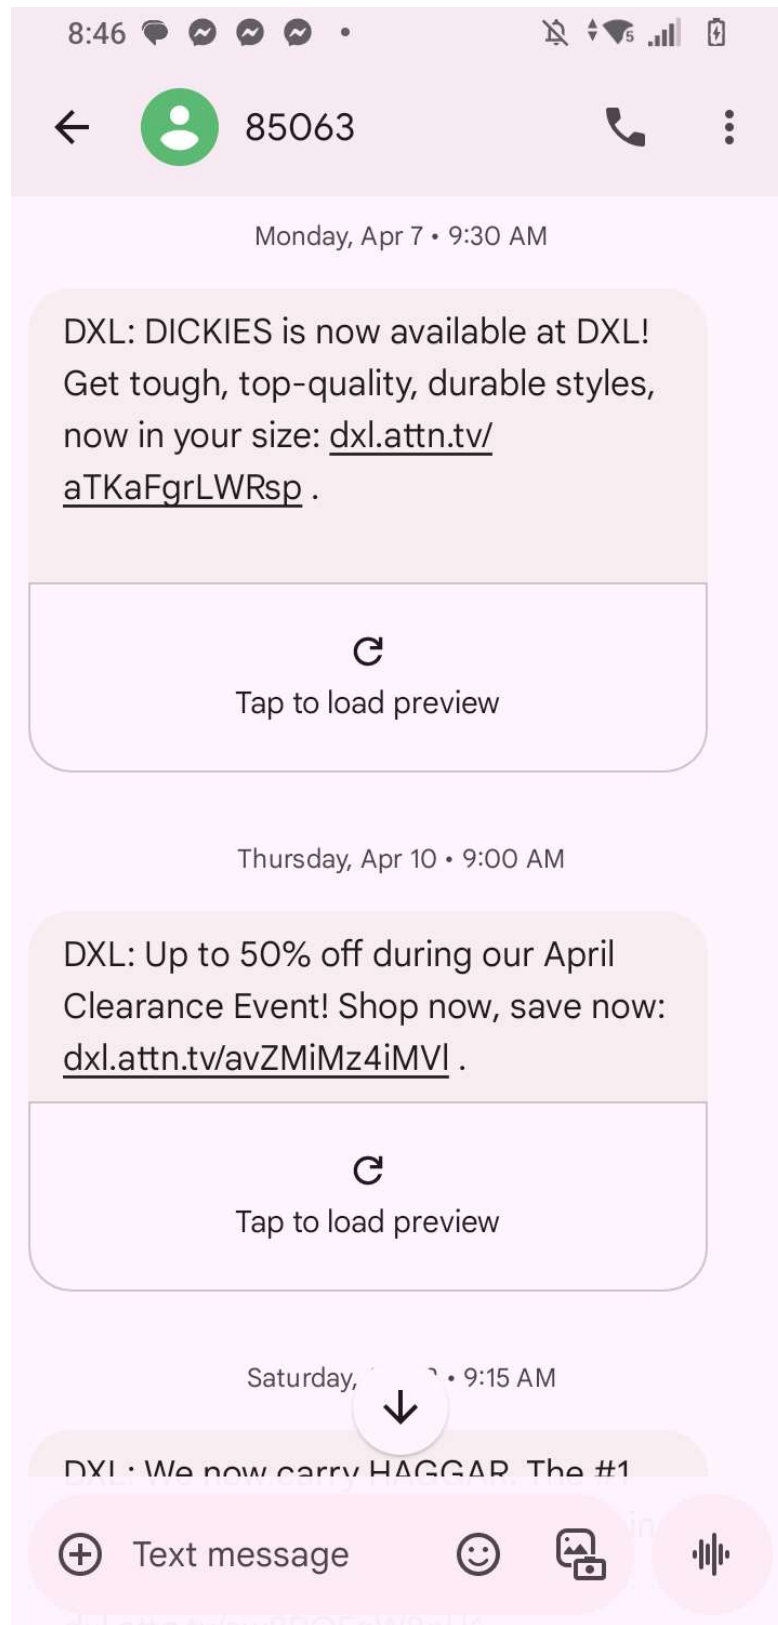 8:46
85063
Monday, Apr 7 • 9:30 AM
DXL: DICKIES is now available at DXL!
Get tough, top-quality, durable styles,
now in your size: dxl.attn.tv/
aTKaFgrLWRsp .
Tap to load preview
Thursday, Apr 10 • 9:00 AM
DXL: Up to 50% off during our April
Clearance Event! Shop now, save now:
dxl.attn.tv/avZMiMz4iMVl .
Tap to load preview
Saturday, • 9:15 AM
DXL: We now carry HAGGAR. The #1
Text message